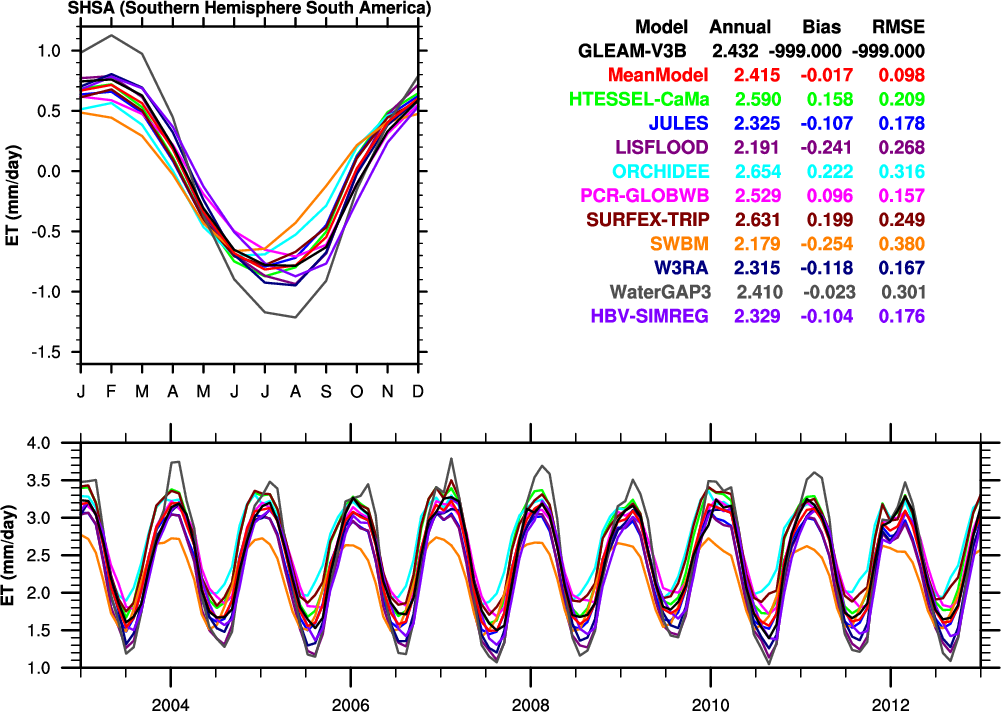 SHSA (Southern Hemisphere South America)
ET (mm/day)
1.0
0.5
0.0
-0.5
-1.0
-1.5
J F M A M J J A S O N D
Model Annual Bias RMSE
GLEAM-V3B 2.432 -999.000 -999.000
MeanModel 2.415 -0.017 0.098
HTESSEL-CaMa 2.590 0.158 0.209
JULES 2.325 -0.107 0.178
LISFLOOD 2.191 -0.241 0.268
ORCHIDEE 2.654 0.222 0.316
PCR-GLOBWB 2.529 0.096 0.157
SURFEX-TRIP 2.631 0.199 0.249
SWBM 2.179 -0.254 0.380
W3RA 2.315 -0.118 0.167
WaterGAP3 2.410 -0.023 0.301
HBV-SIMREG 2.329 -0.104 0.176
ET (mm/day)
4.0
3.5
3.0
2.5
2.0
1.5
1.0
2004 2006 2008 2010 2012